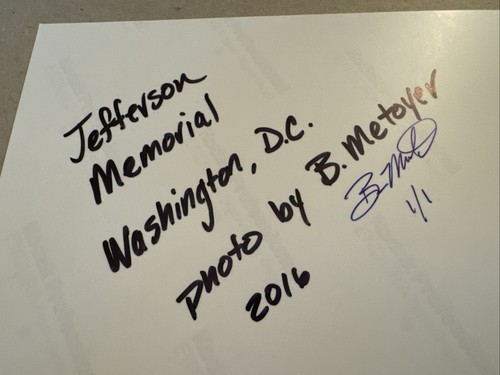 Jefferson
Memorial
Washington, D.C.
photo by B. Metoyer
2016
1/1